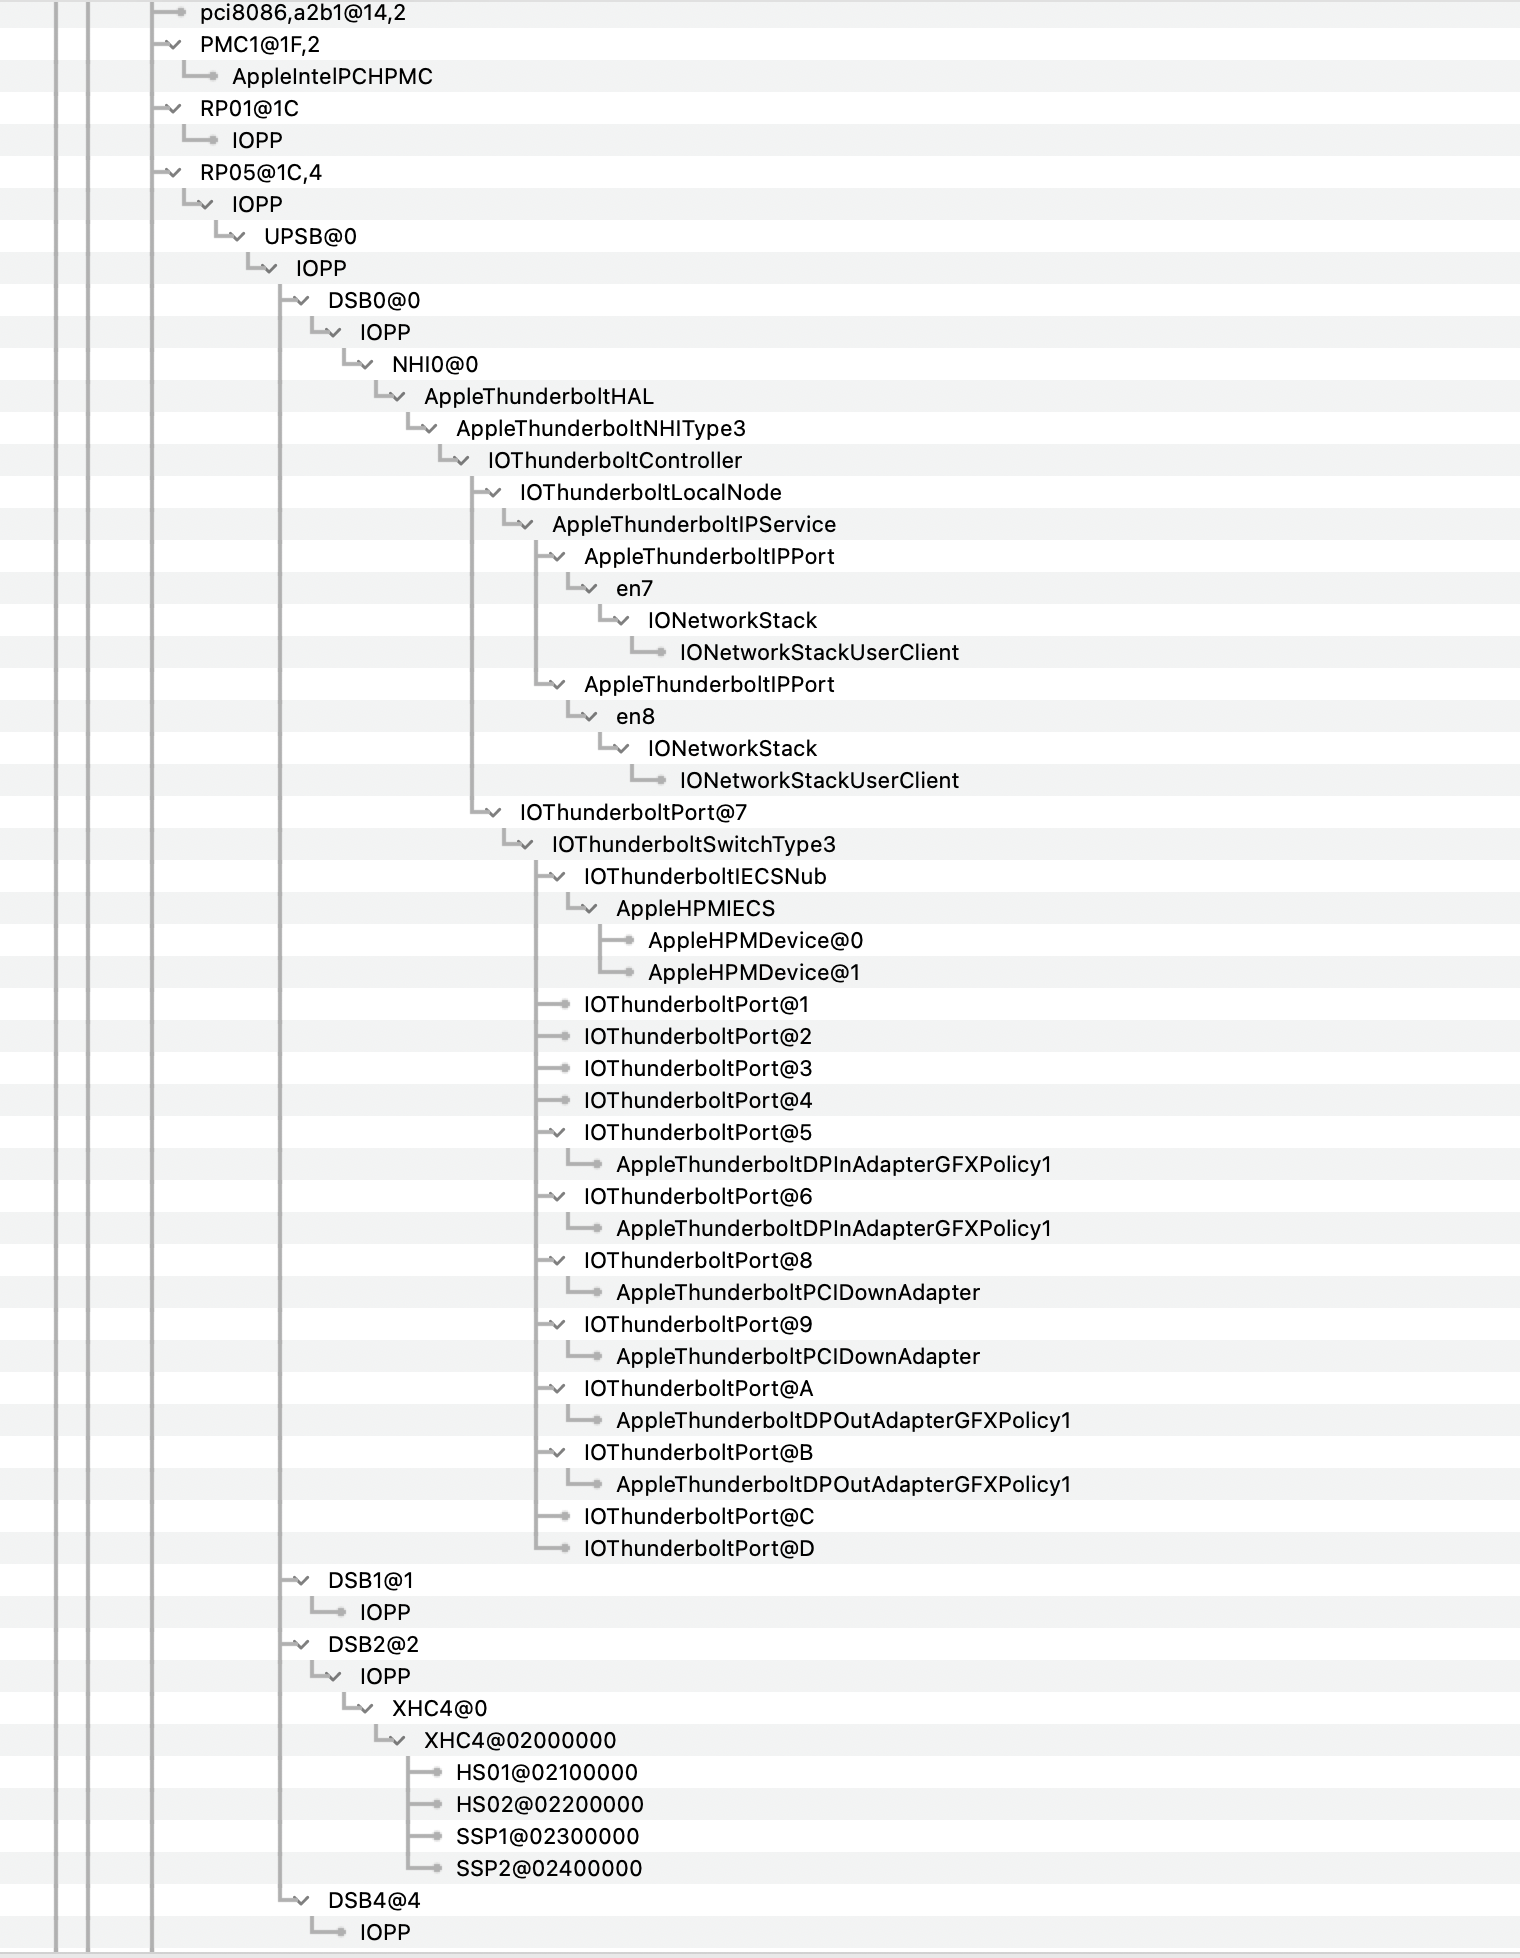 pci8086,a2b1@14,2
PMC1@1F,2
AppleIntelPCHPMC
RP01@1C
IOPP
RP05@1C,4
IOPP
UPSB@0
IOPP
DSB0@0
IOPP
NHI0@0
AppleThunderboltHAL
AppleThunderboltNHIType3
IOThunderboltController
IOThunderboltLocalNode
AppleThunderboltIPService
AppleThunderboltIPPort
en7
IONetworkStack
IONetworkStackUserClient
AppleThunderboltIPPort
en8
IONetworkStack
IONetworkStackUserClient
IOThunderboltPort@7
IOThunderboltSwitchType3
IOThunderboltIECSNub
AppleHPMIECS
AppleHPMDevice@0
AppleHPMDevice@1
IOThunderboltPort@1
IOThunderboltPort@2
IOThunderboltPort@3
IOThunderboltPort@4
IOThunderboltPort@5
AppleThunderboltDPInAdapterGFXPolicy1
IOThunderboltPort@6
AppleThunderboltDPInAdapterGFXPolicy1
IOThunderboltPort@8
AppleThunderboltPCIDownAdapter
IOThunderboltPort@9
AppleThunderboltPCIDownAdapter
IOThunderboltPort@A
AppleThunderboltDPOutAdapterGFXPolicy1
IOThunderboltPort@B
AppleThunderboltDPOutAdapterGFXPolicy1
IOThunderboltPort@C
IOThunderboltPort@D
DSB1@1
IOPP
DSB2@2
IOPP
XHC4@0
XHC4@02000000
HS01@02100000
HS02@02200000
SSP1@02300000
SSP2@02400000
DSB4@4
IOPP